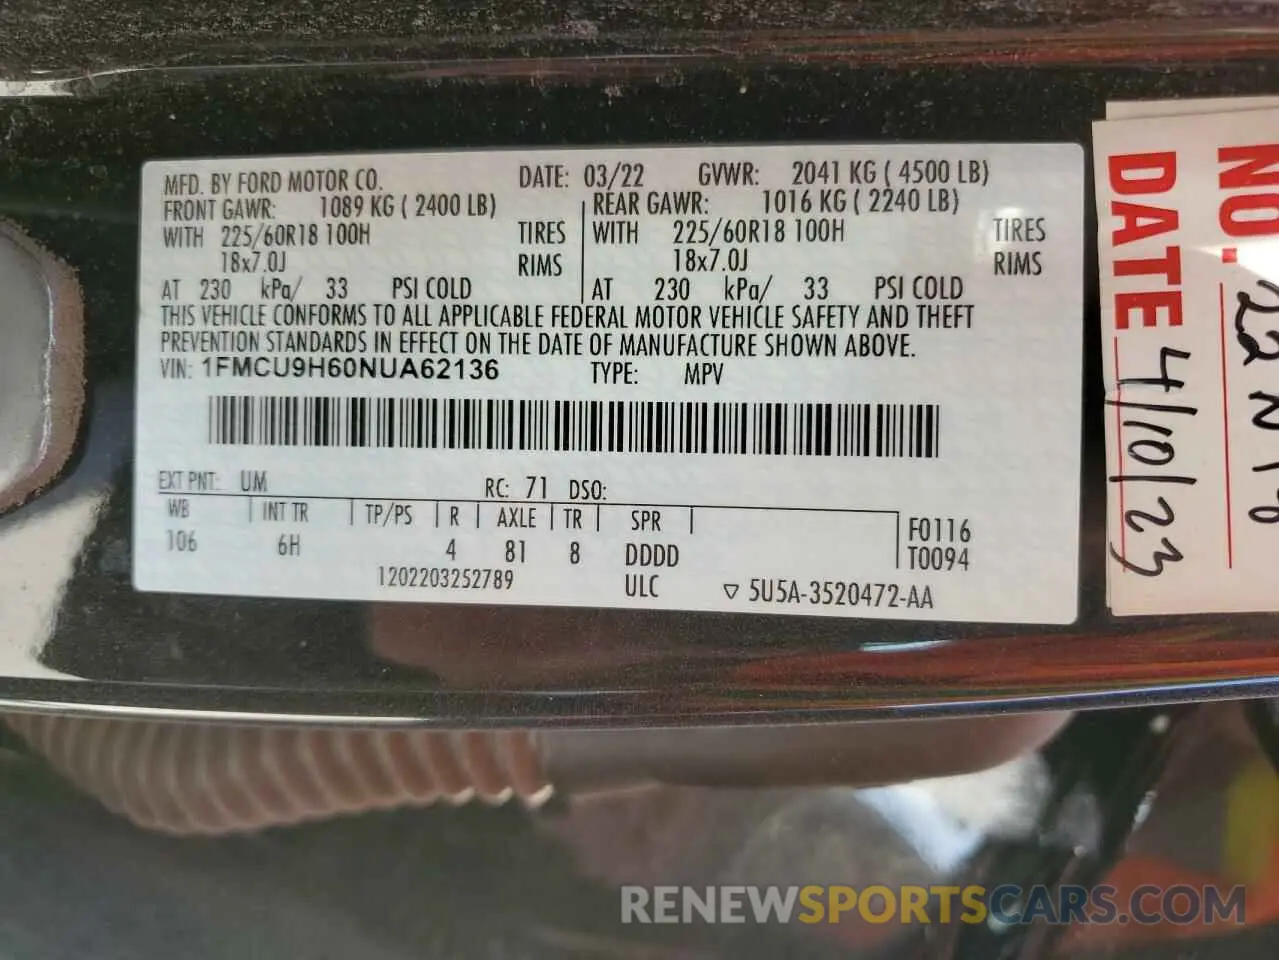 MFD. BY FORD MOTOR CO. DATE: 03/22 GVWR: 2041 KG ( 4500 LB)
FRONT GAWR: 1089 KG ( 2400 LB) REAR GAWR: 1016 KG ( 2240 LB)
WITH 225/60R18 100H TIRES WITH 225/60R18 100H TIRES
18x7.0J RIMS 18x7.0J RIMS
AT 230 kPa/ 33 PSI COLD AT 230 kPa/ 33 PSI COLD
THIS VEHICLE CONFORMS TO ALL APPLICABLE FEDERAL MOTOR VEHICLE SAFETY AND THEFT
PREVENTION STANDARDS IN EFFECT ON THE DATE OF MANUFACTURE SHOWN ABOVE.
VIN: 1FMCU9H60NUA62136 TYPE: MPV
EXT PNT: UM RC: 71 DSO:
WB INT TR TP/PS R AXLE TR SPR F0116
106 6H 4 81 8 DDDD T0094
1202203252789 ULC ▽ 5U5A-3520472-AA
NO.
DATE 4/10/23
RENEWSPORTSCARS.COM